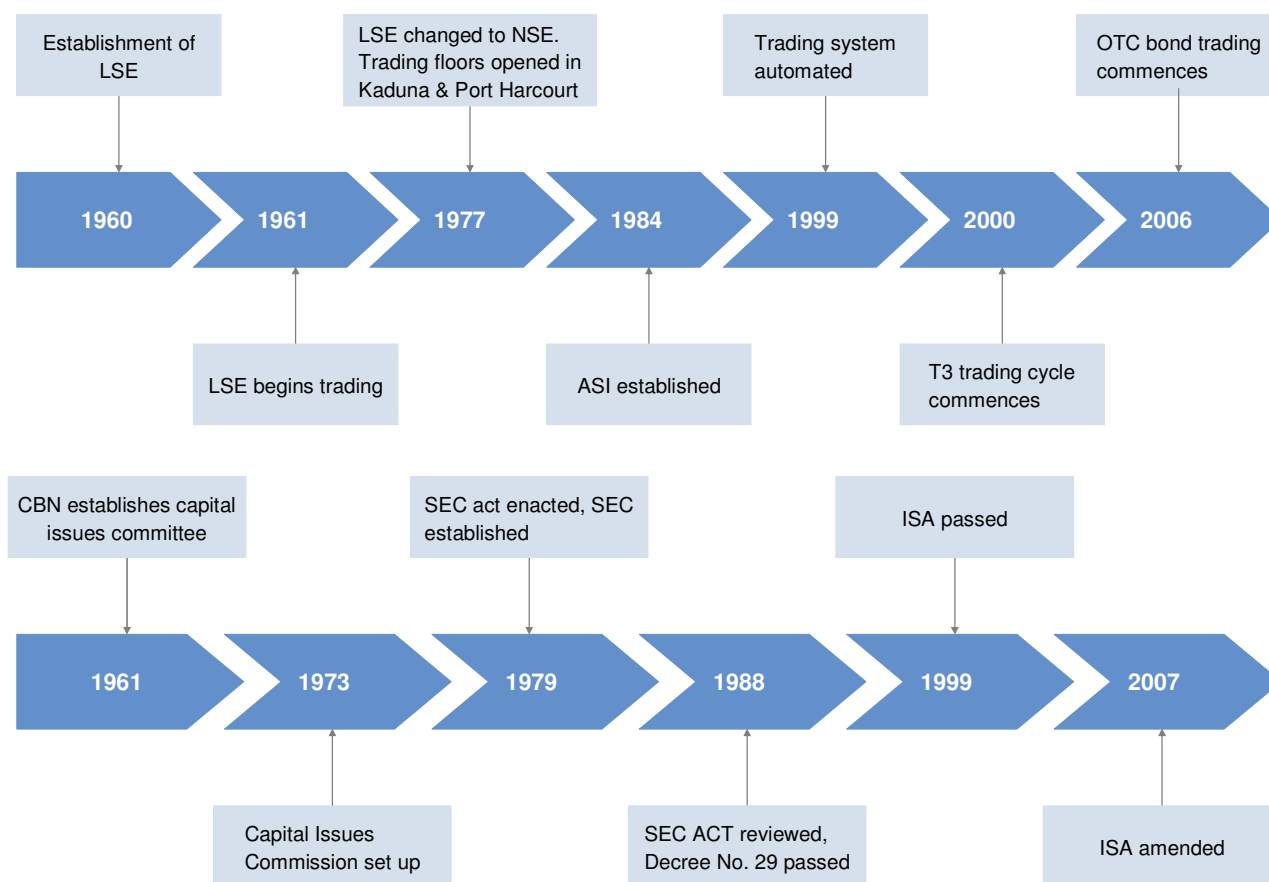 Establishment of
LSE
LSE changed to NSE.
Trading floors opened in
Kaduna & Port Harcourt
Trading system
automated
OTC bond trading
commences
1960
1961
1977
1984
1999
2000
2006
LSE begins trading
ASI established
T3 trading cycle
commences
CBN establishes capital
issues committee
SEC act enacted, SEC
established
ISA passed
1961
1973
1979
1988
1999
2007
Capital Issues
Commission set up
SEC ACT reviewed,
Decree No. 29 passed
ISA amended